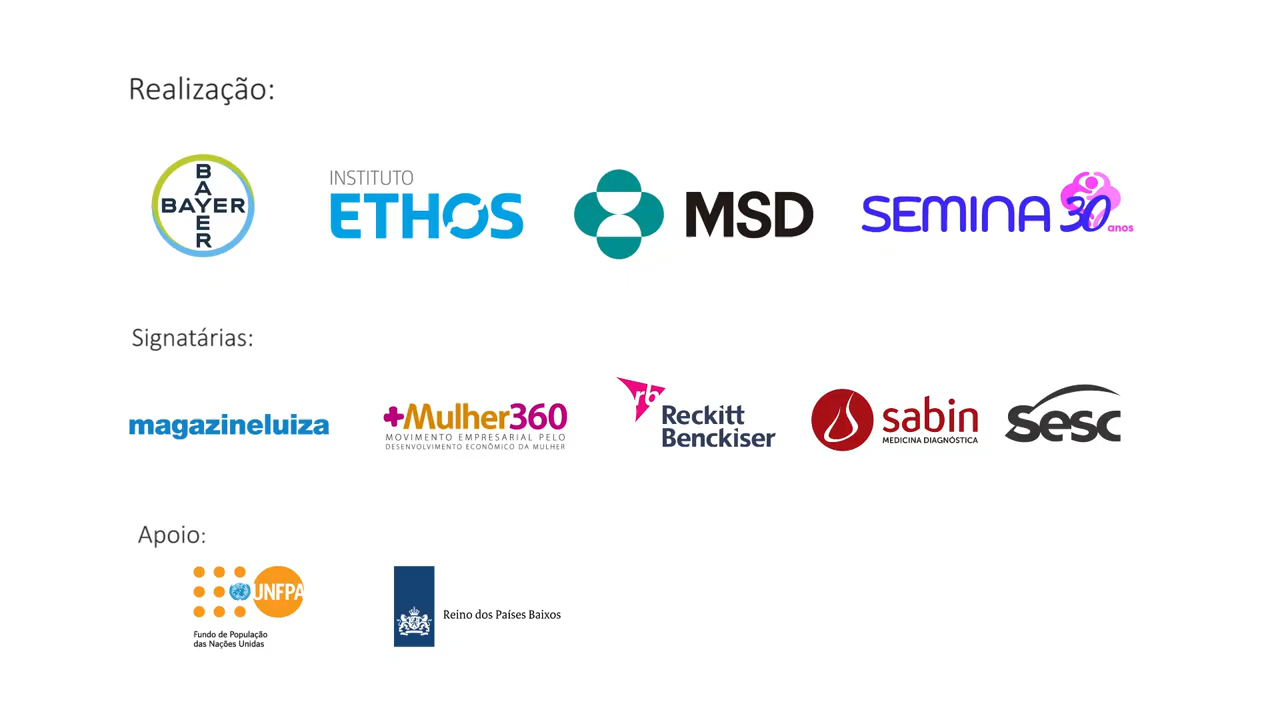 Realização:
BAYER
BAYER
INSTITUTO
ETHOS
MSD
SEMINA 30 anos
Signatárias:
magazineluiza
+Mulher360
MOVIMENTO EMPRESARIAL PELO
DESENVOLVIMENTO ECONÔMICO DA MULHER
rb
Reckitt
Benckiser
sabin
MEDICINA DIAGNÓSTICA
Sesc
Apoio:
UNFPA
Fundo de População
das Nações Unidas
Reino dos Países Baixos